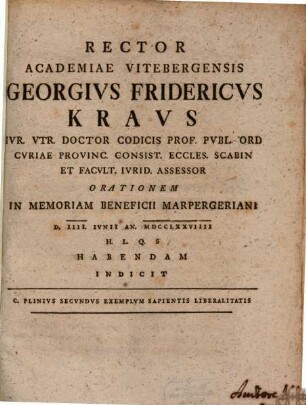 RECTOR
ACADEMIAE VITEBERGENSIS
GEORGIVS FRIDERICVS
KRAVS
IVR. VTR. DOCTOR CODICIS PROF. PVBL. ORD
CVRIAE PROVINC. CONSIST. ECCLES. SCABIN
ET FACVLT. IVRID. ASSESSOR
ORATIONEM
IN MEMORIAM BENEFICII MARPERGERIANI
D. IIII. IVNII AN. MDCCLXXVIIII
H. L. Q. S
HABENDAM
INDICIT
C. PLINIVS SECVNDVS EXEMPLVM SAPIENTIS LIBERALITATIS